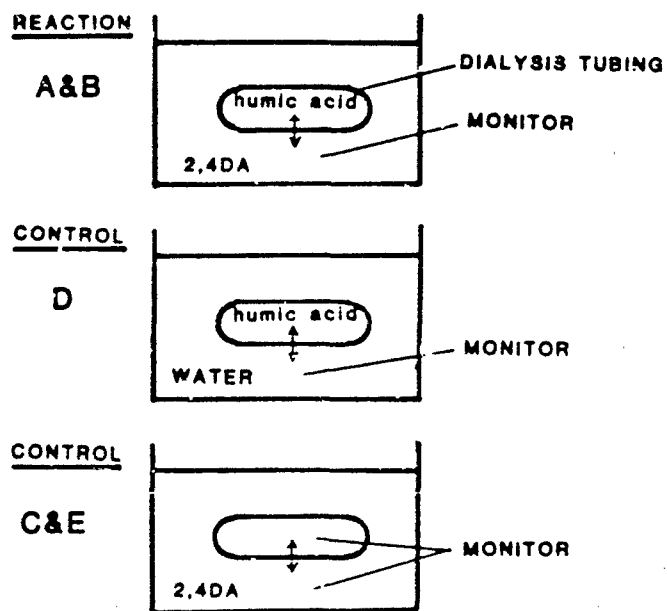 REACTION
A&B
humic acid
DIALYSIS TUBING
MONITOR
2,4DA
CONTROL
D
humic acid
WATER
MONITOR
CONTROL
C&E
MONITOR
2,4DA